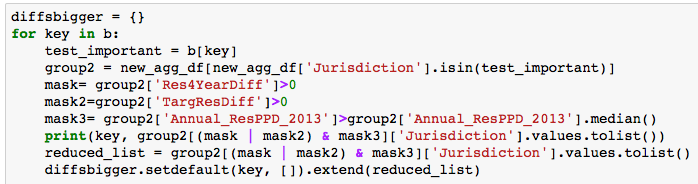 diffsbigger = {}
for key in b:
    test_important = b[key]
    group2 = new_agg_df[new_agg_df['Jurisdiction'].isin(test_important)]
    mask= group2['Res4YearDiff']>0
    mask2=group2['TargResDiff']>0
    mask3= group2['Annual_ResPPD_2013']>group2['Annual_ResPPD_2013'].median()
    print(key, group2[(mask | mask2) & mask3]['Jurisdiction'].values.tolist())
    reduced_list = group2[(mask | mask2) & mask3]['Jurisdiction'].values.tolist()
    diffsbigger.setdefault(key, []).extend(reduced_list)